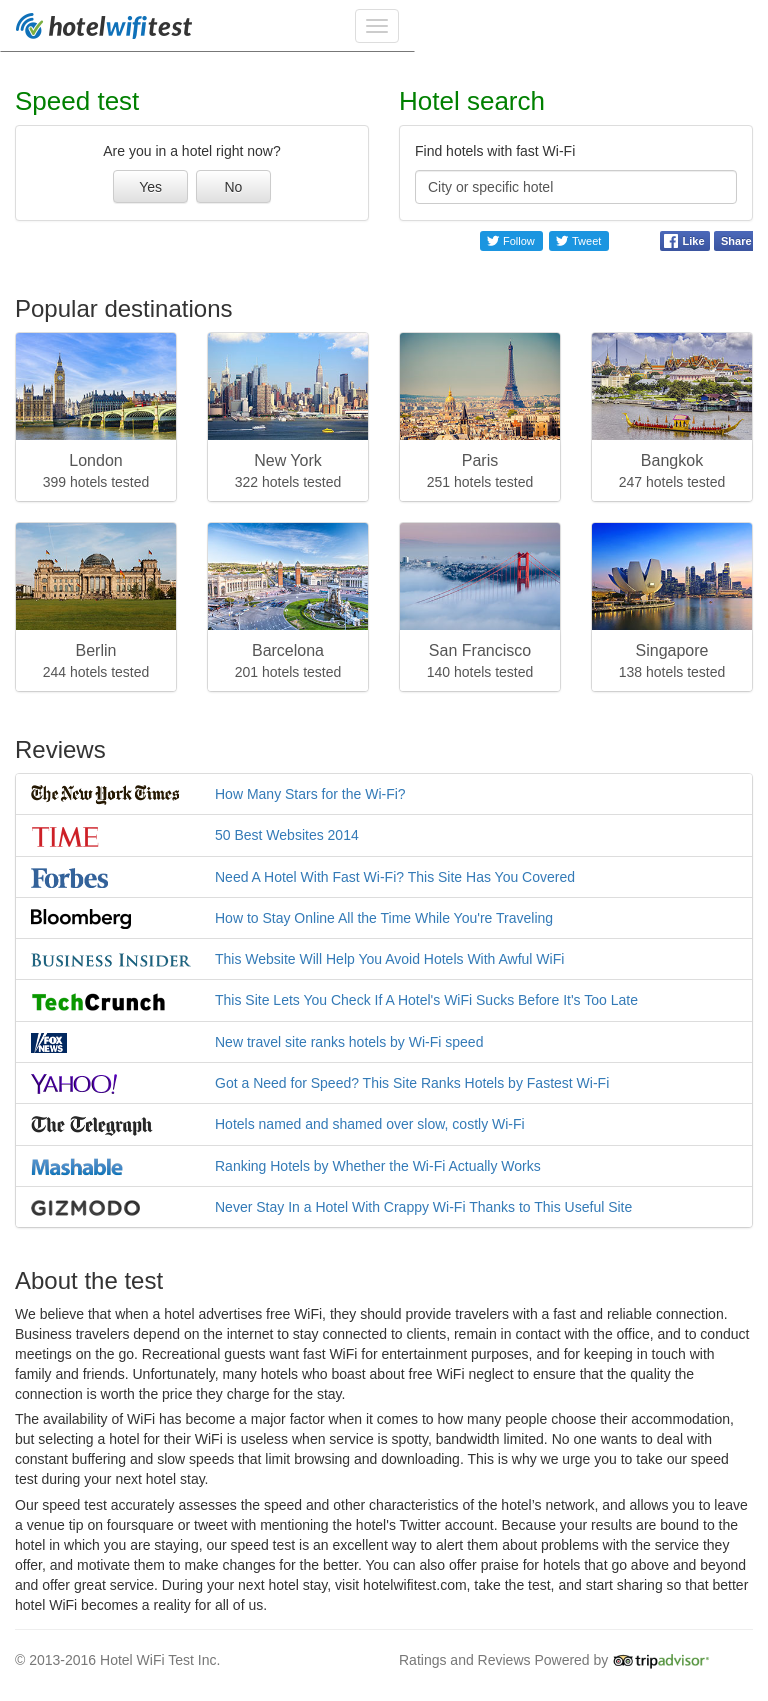 hotelwifitest
Speed test
Hotel search
Are you in a hotel right now?
Yes
No
Find hotels with fast Wi-Fi
City or specific hotel
Follow
Tweet
Like
Share
Popular destinations
London
399 hotels tested
New York
322 hotels tested
Paris
251 hotels tested
Bangkok
247 hotels tested
Berlin
244 hotels tested
Barcelona
201 hotels tested
San Francisco
140 hotels tested
Singapore
138 hotels tested
Reviews
The New York Times How Many Stars for the Wi-Fi?
TIME 50 Best Websites 2014
Forbes Need A Hotel With Fast Wi-Fi? This Site Has You Covered
Bloomberg How to Stay Online All the Time While You're Traveling
BUSINESS INSIDER This Website Will Help You Avoid Hotels With Awful WiFi
TechCrunch This Site Lets You Check If A Hotel's WiFi Sucks Before It's Too Late
FOX NEWS New travel site ranks hotels by Wi-Fi speed
YAHOO! Got a Need for Speed? This Site Ranks Hotels by Fastest Wi-Fi
The Telegraph Hotels named and shamed over slow, costly Wi-Fi
Mashable Ranking Hotels by Whether the Wi-Fi Actually Works
GIZMODO Never Stay In a Hotel With Crappy Wi-Fi Thanks to This Useful Site
About the test
We believe that when a hotel advertises free WiFi, they should provide travelers with a fast and reliable connection.
Business travelers depend on the internet to stay connected to clients, remain in contact with the office, and to conduct
meetings on the go. Recreational guests want fast WiFi for entertainment purposes, and for keeping in touch with
family and friends. Unfortunately, many hotels who boast about free WiFi neglect to ensure that the quality the
connection is worth the price they charge for the stay.
The availability of WiFi has become a major factor when it comes to how many people choose their accommodation,
but selecting a hotel for their WiFi is useless when service is spotty, bandwidth limited. No one wants to deal with
constant buffering and slow speeds that limit browsing and downloading. This is why we urge you to take our speed
test during your next hotel stay.
Our speed test accurately assesses the speed and other characteristics of the hotel’s network, and allows you to leave
a venue tip on foursquare or tweet with mentioning the hotel's Twitter account. Because your results are bound to the
hotel in which you are staying, our speed test is an excellent way to alert them about problems with the service they
offer, and motivate them to make changes for the better. You can also offer praise for hotels that go above and beyond
and offer great service. During your next hotel stay, visit hotelwifitest.com, take the test, and start sharing so that better
hotel WiFi becomes a reality for all of us.
© 2013-2016 Hotel WiFi Test Inc.
Ratings and Reviews Powered by tripadvisor